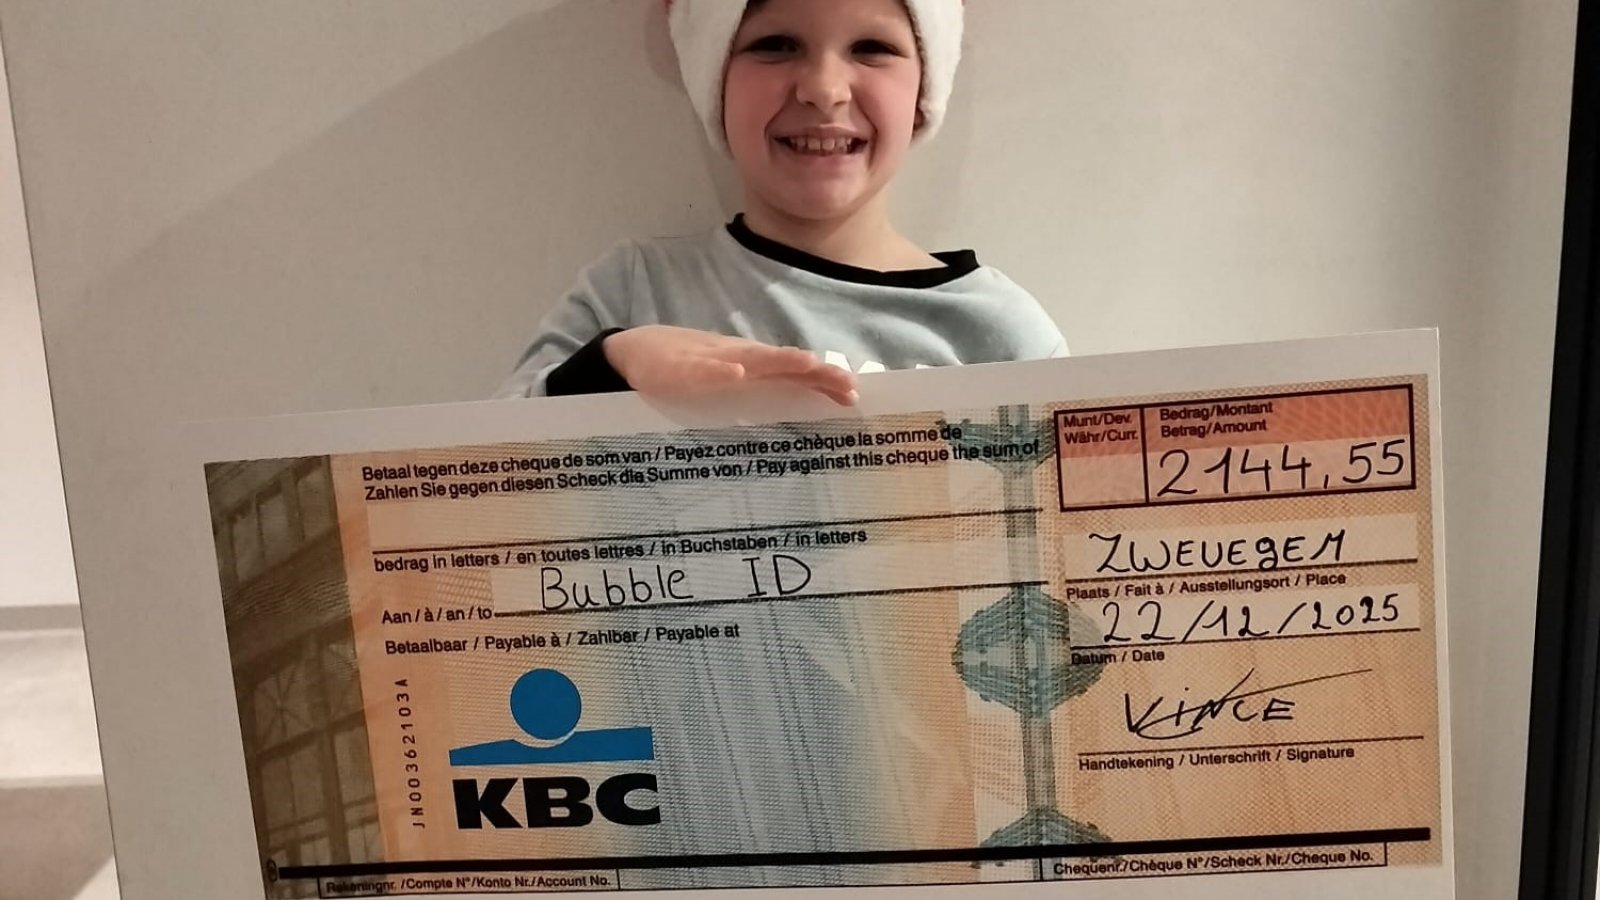 Betaal tegen deze cheque de som van / Payez contre ce chèque la somme de
Zahlen Sie gegen diesen Scheck die Summe von / Pay against this cheque the sum of
Munt/Dev.
Währ/Curr.
Bedrag/Montant
Betrag/Amount
2144,55
bedrag in letters / en toutes lettres / in Buchstaben / in letters
Aan / à / an / to Bubble ID
Betaalbaar / Payable à / Zahlbar / Payable at
ZWEVEGEM
Plaats / Fait à / Ausstellungsort / Place
22/12/2025
Datum / Date
VINCE
Handtekening / Unterschrift / Signature
JN00362103A
KBC
Rekeningnr. /Compte N°/Konto Nr./Account No.
Chequenr./Chèque N°/Scheck Nr./Cheque No.